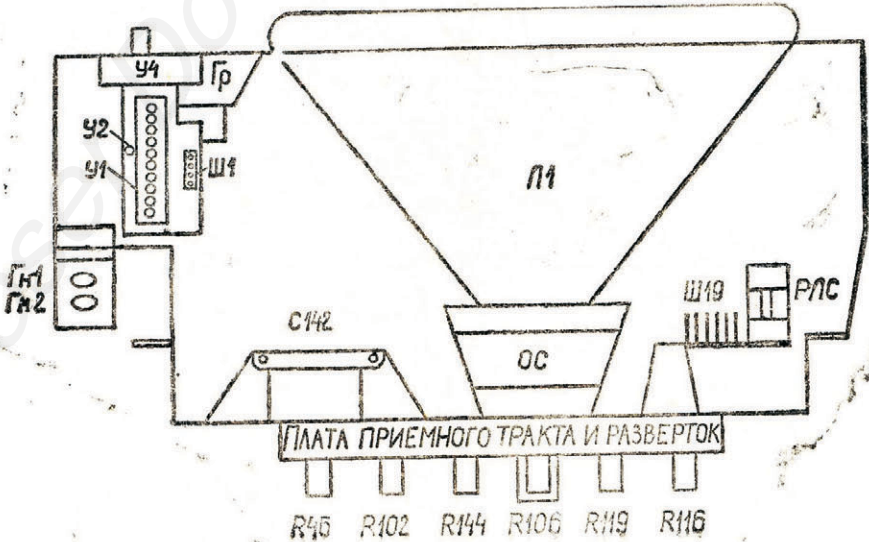 У4
Гр
У2
У1
Ш1
Л1
Гн1
Гн2
Ш19
РЛС
С142
ОС
ПЛАТА ПРИЕМНОГО ТРАКТА И РАЗВЕРТОК
R46 R102 R144 R106 R119 R116